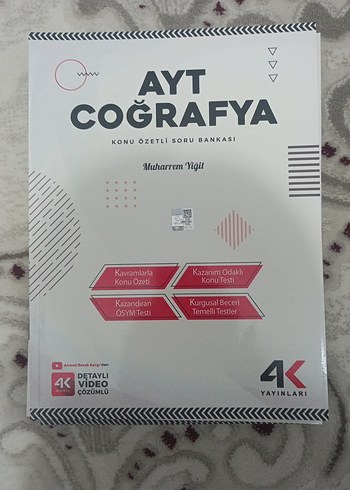 AYT
COĞRAFYA
KONU ÖZETLİ SORU BANKASI
Muharrem Yiğit
Kavramlarla
Konu Özeti
Kazanım Odaklı
Konu Testi
Kazandıran
ÖSYM Testi
Kurgusal Beceri
Temelli Testler
4K
DETAYLI
VİDEO
ÇÖZÜMLÜ
4K
YAYINLARI